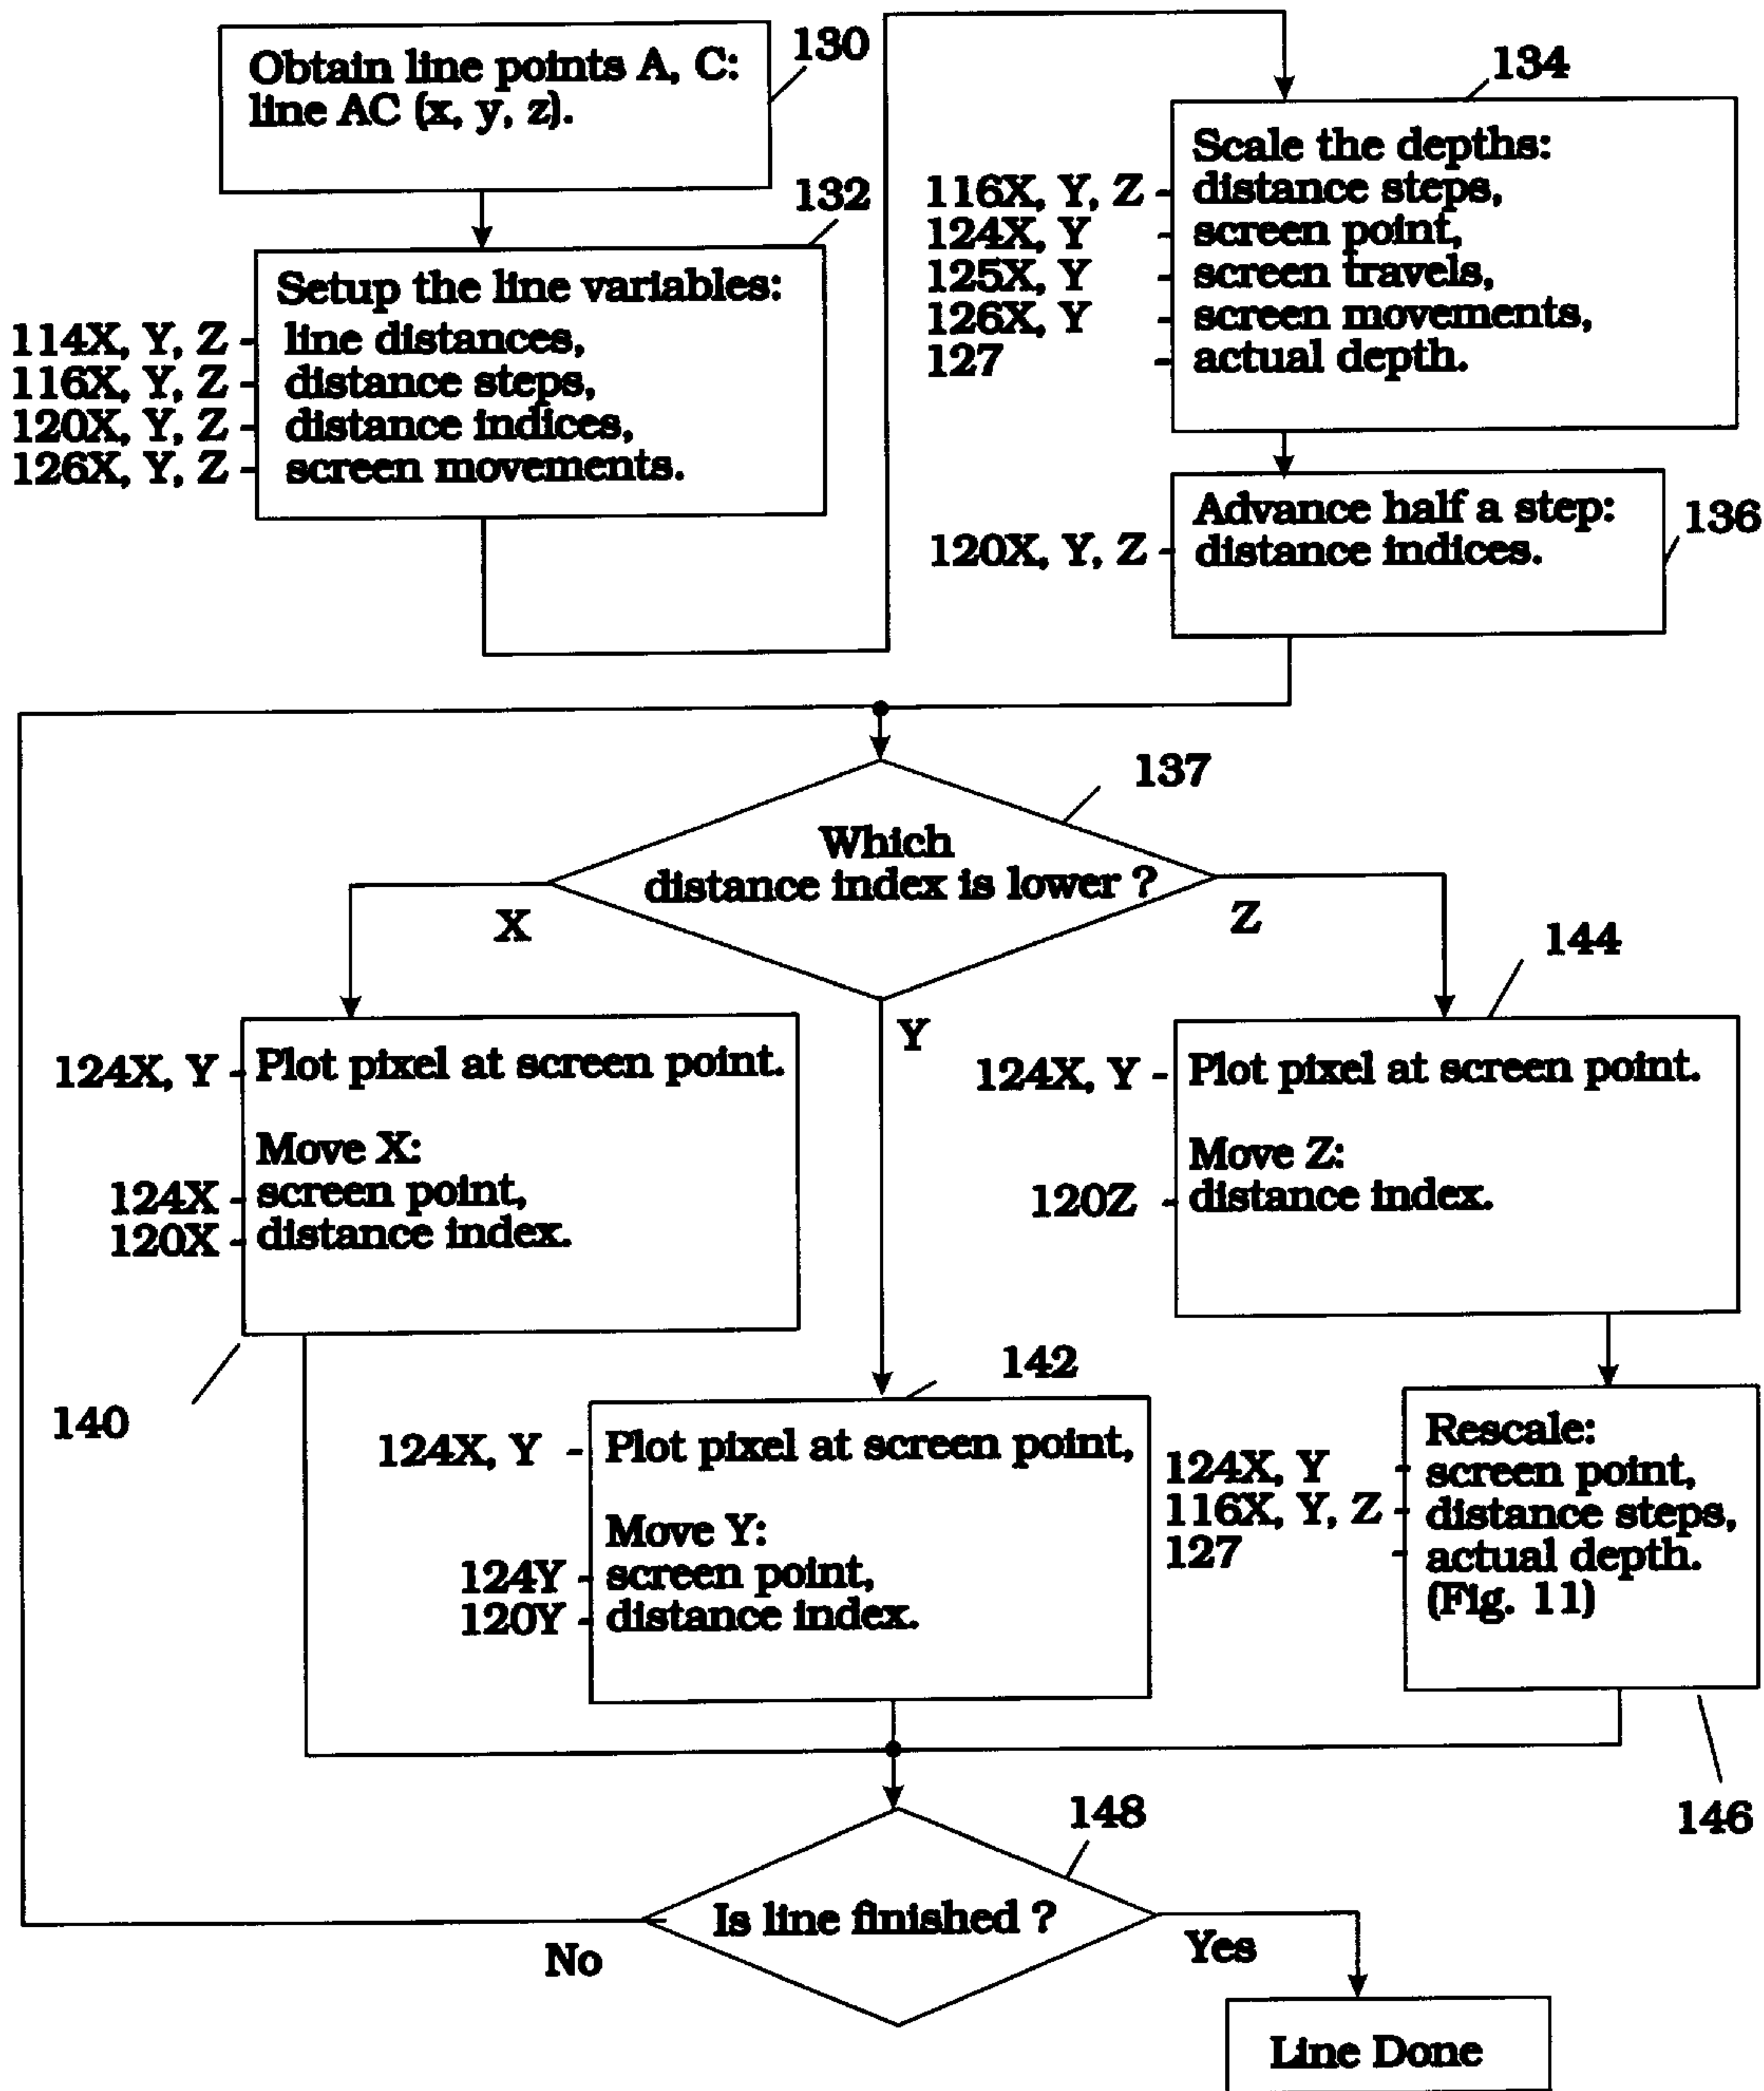 130
Obtain line points A, C:
line AC (x, y, z).
132
Setup the line variables:
114X, Y, Z - line distances,
116X, Y, Z - distance steps,
120X, Y, Z - distance indices,
126X, Y, Z - screen movements.
134
Scale the depths:
116X, Y, Z - distance steps,
124X, Y - screen point,
125X, Y - screen travels,
126X, Y - screen movements,
127 - actual depth.
136
Advance half a step:
120X, Y, Z - distance indices.
137
Which
distance index is lower ?
X
Y
Z
140
124X, Y - Plot pixel at screen point.
Move X:
124X - screen point,
120X - distance index.
142
124X, Y - Plot pixel at screen point,
Move Y:
124Y - screen point,
120Y - distance index.
144
124X, Y - Plot pixel at screen point.
Move Z:
120Z - distance index.
146
Rescale:
124X, Y - screen point,
116X, Y, Z - distance steps,
127 - actual depth.
(Fig. 11)
148
Is line finished ?
No
Yes
Line Done